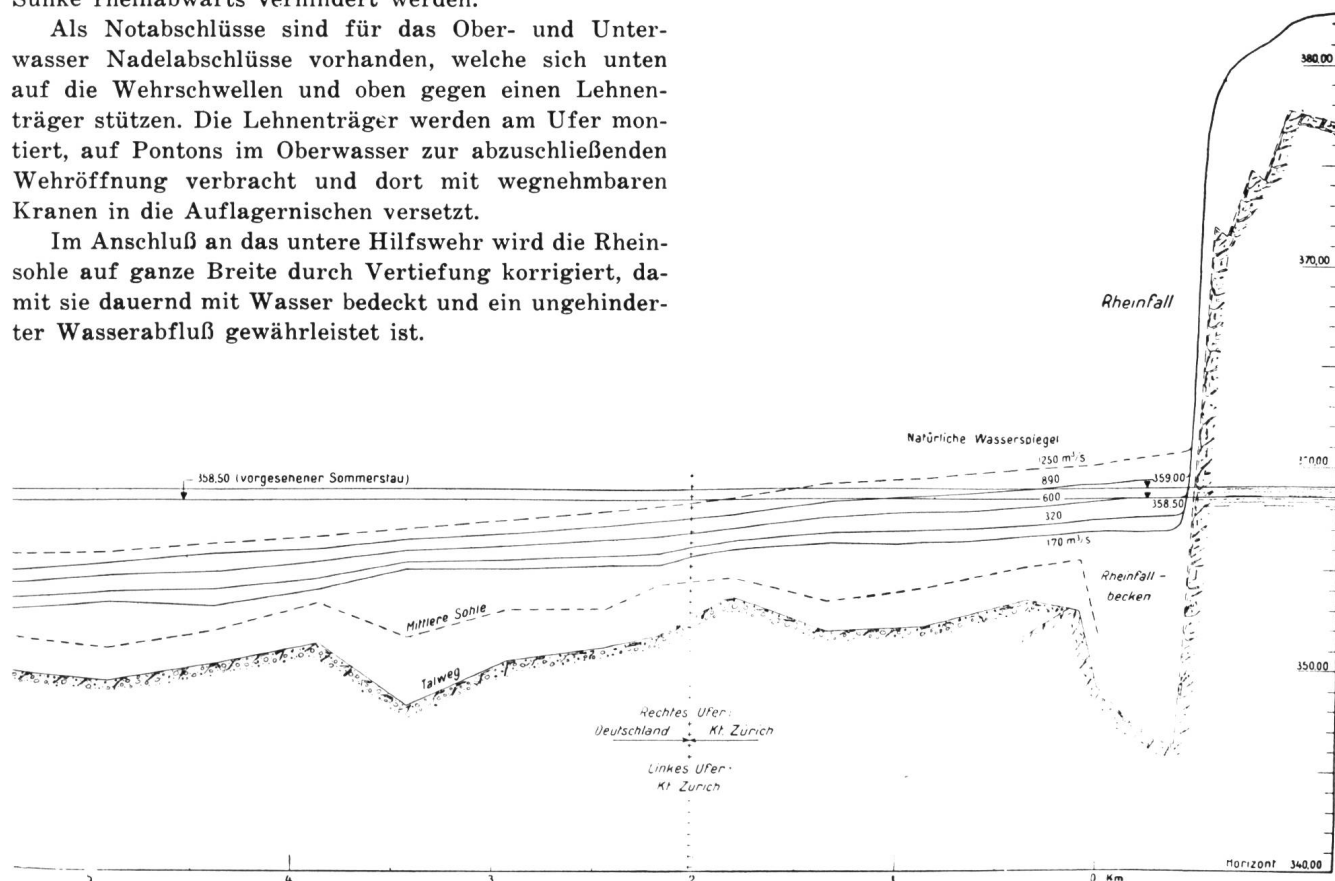 Sunke rheinabwärts verhindert werden.
Als Notabschlüsse sind für das Ober- und Unter-
wasser Nadelabschlüsse vorhanden, welche sich unten
auf die Wehrschwellen und oben gegen einen Lehnen-
träger stützen. Die Lehnenträger werden am Ufer mon-
tiert, auf Pontons im Oberwasser zur abzuschließenden
Wehröffnung verbracht und dort mit wegnehmbaren
Kranen in die Auflagernischen versetzt.
Im Anschluß an das untere Hilfswehr wird die Rhein-
sohle auf ganze Breite durch Vertiefung korrigiert, da-
mit sie dauernd mit Wasser bedeckt und ein ungehinder-
ter Wasserabfluß gewährleistet ist.
380,00
370,00
Rheinfall
Natürliche Wasserspiegel
1250 m³/s
358.50 (vorgesehener Sommerstau)
890
359.00
600
358.50
320
170 m³/s
Rheinfall-
becken
Mittlere Sohle
Talweg
350,00
Rechtes Ufer:
Deutschland Kt. Zürich
Linkes Ufer:
Kt. Zürich
Horizont 340,00
5 4 3 2 1 0 Km